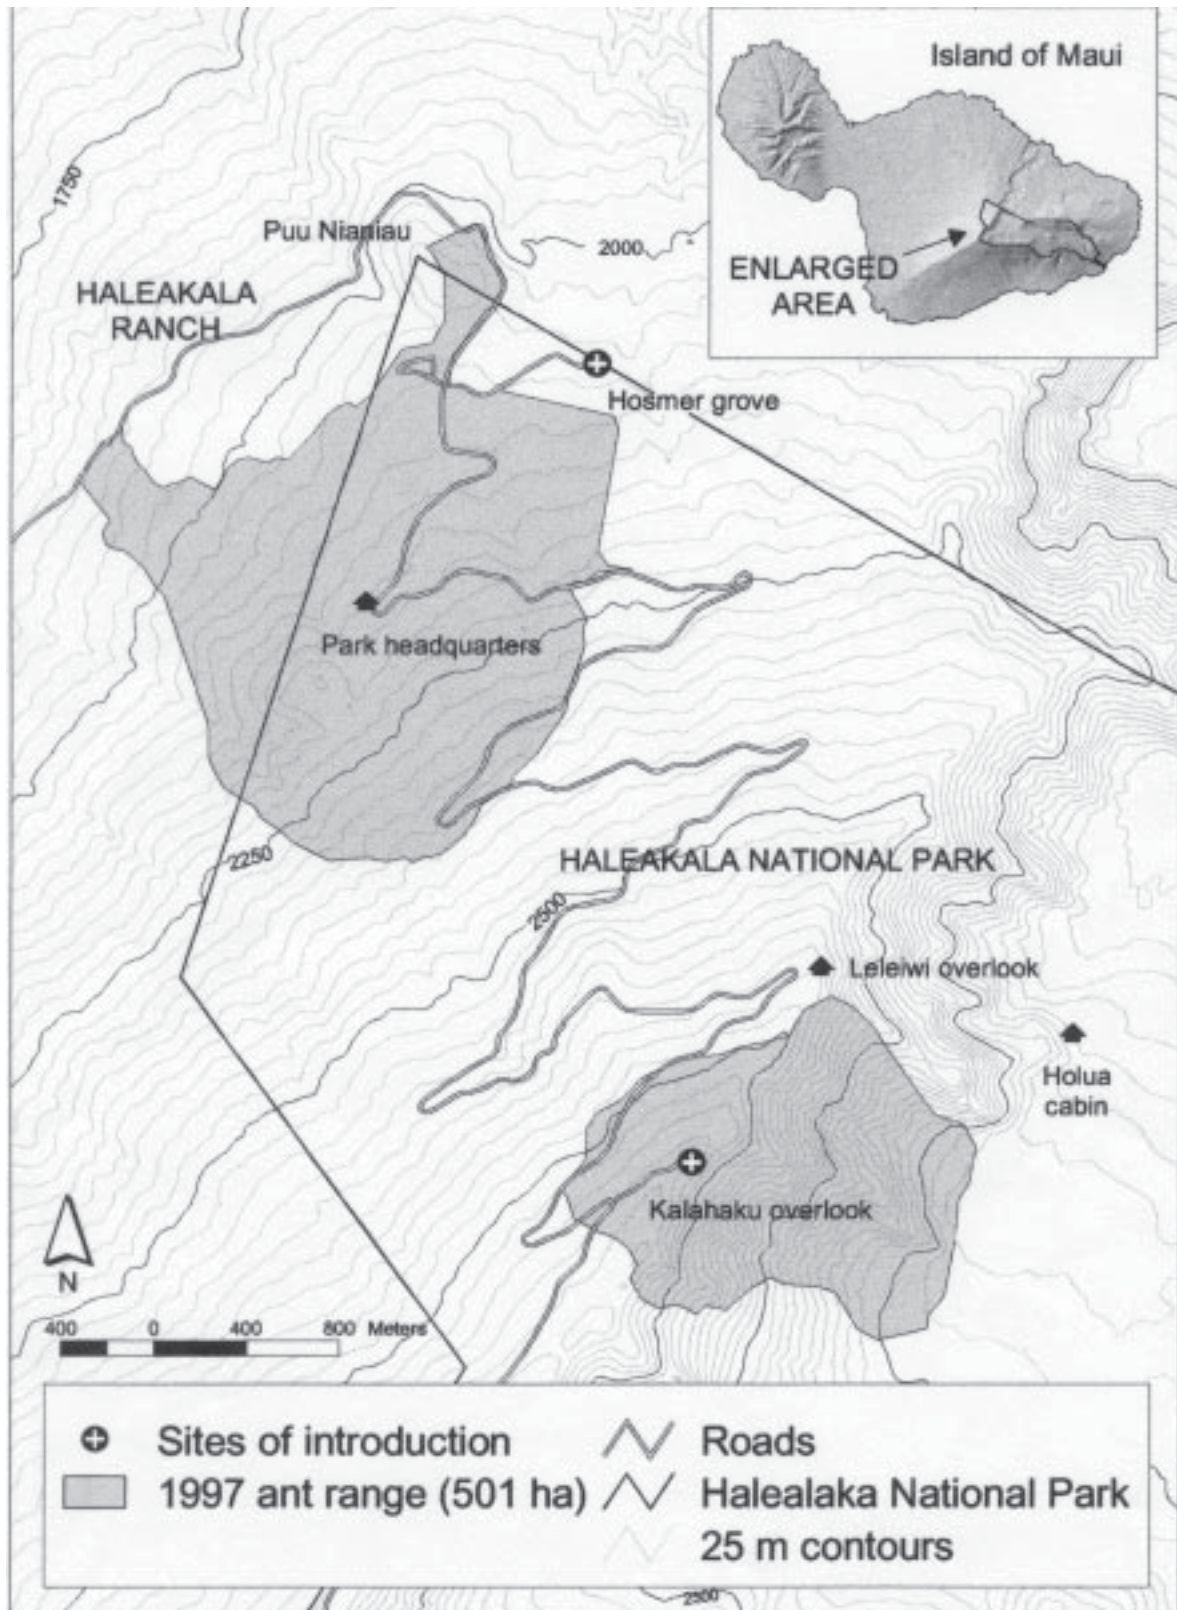 Island of Maui
1750
Puu Nianiau
2000
ENLARGED
AREA
HALEAKALA
RANCH
Hosmer grove
Park headquarters
2250
HALEAKALA NATIONAL PARK
2500
Leleiwi overlook
Holua
cabin
Kalahaku overlook
N
400 0 400 800 Meters
Sites of introduction
Roads
1997 ant range (501 ha)
Halealaka National Park
25 m contours
2500